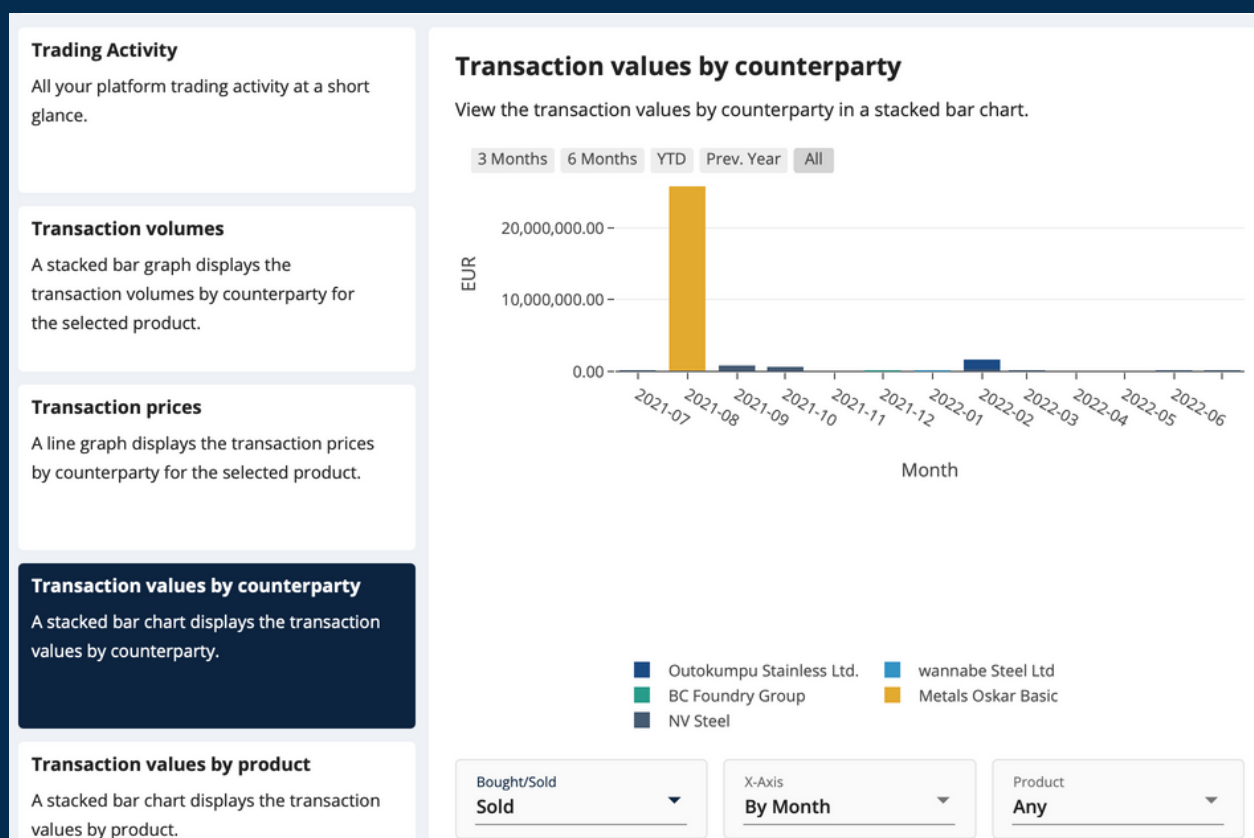 Trading Activity
All your platform trading activity at a short
glance.
Transaction volumes
A stacked bar graph displays the
transaction volumes by counterparty for
the selected product.
Transaction prices
A line graph displays the transaction prices
by counterparty for the selected product.
Transaction values by counterparty
A stacked bar chart displays the transaction
values by counterparty.
Transaction values by product
A stacked bar chart displays the transaction
values by product.
Transaction values by counterparty
View the transaction values by counterparty in a stacked bar chart.
3 Months 6 Months YTD Prev. Year All
20,000,000.00
EUR
10,000,000.00
0.00
2021-07 2021-08 2021-09 2021-10 2021-11 2021-12 2022-01 2022-02 2022-03 2022-04 2022-05 2022-06
Month
Outokumpu Stainless Ltd. wannabe Steel Ltd
BC Foundry Group Metals Oskar Basic
NV Steel
Bought/Sold X-Axis Product
Sold By Month Any